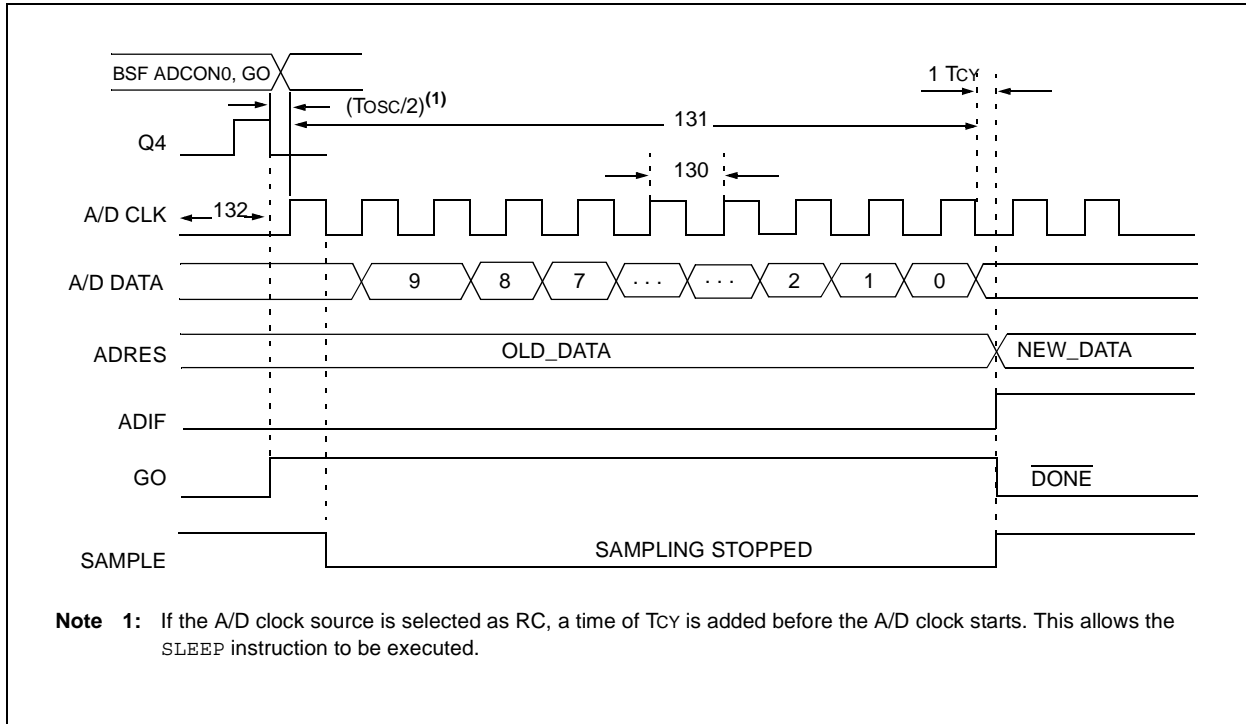 BSF ADCON0, GO
1 TCY
(TOSC/2)(1)
131
Q4
130
A/D CLK
132
A/D DATA
9 8 7 . . . . . . 2 1 0
ADRES
OLD_DATA
NEW_DATA
ADIF
GO
DONE
SAMPLE
SAMPLING STOPPED
Note 1: If the A/D clock source is selected as RC, a time of TCY is added before the A/D clock starts. This allows the
SLEEP instruction to be executed.